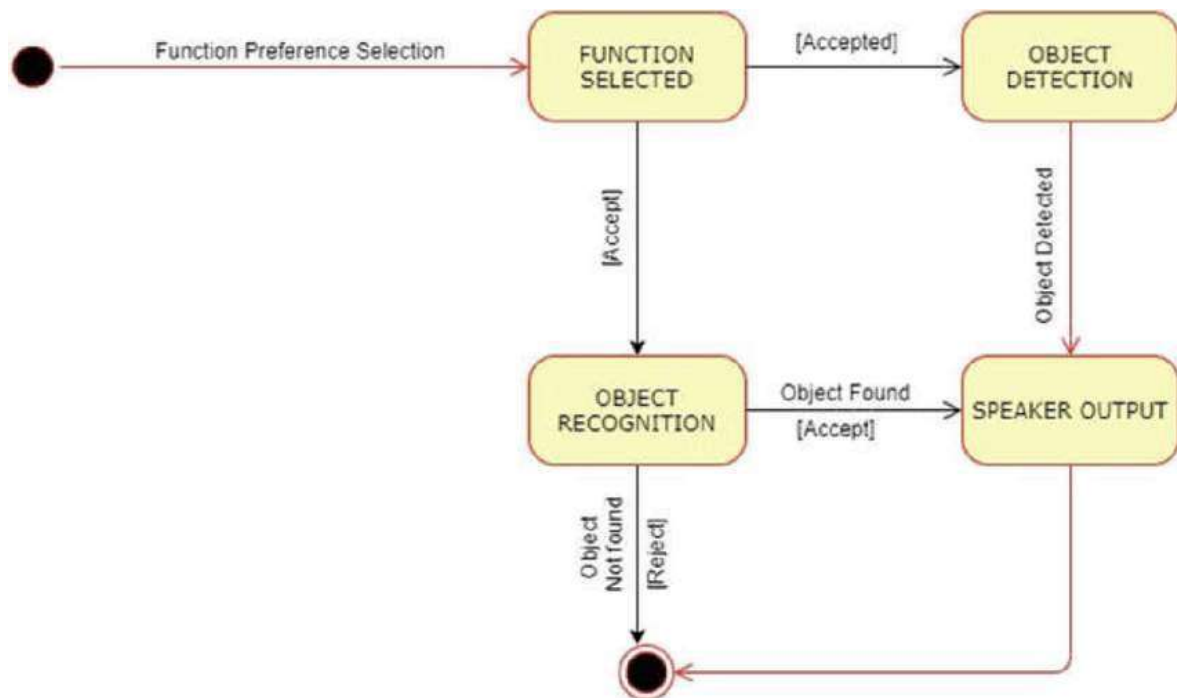 Function Preference Selection
FUNCTION
SELECTED
[Accepted]
OBJECT
DETECTION
[Accept]
Object Detected
OBJECT
RECOGNITION
Object Found
[Accept]
SPEAKER OUTPUT
Object
Not found
[Reject]